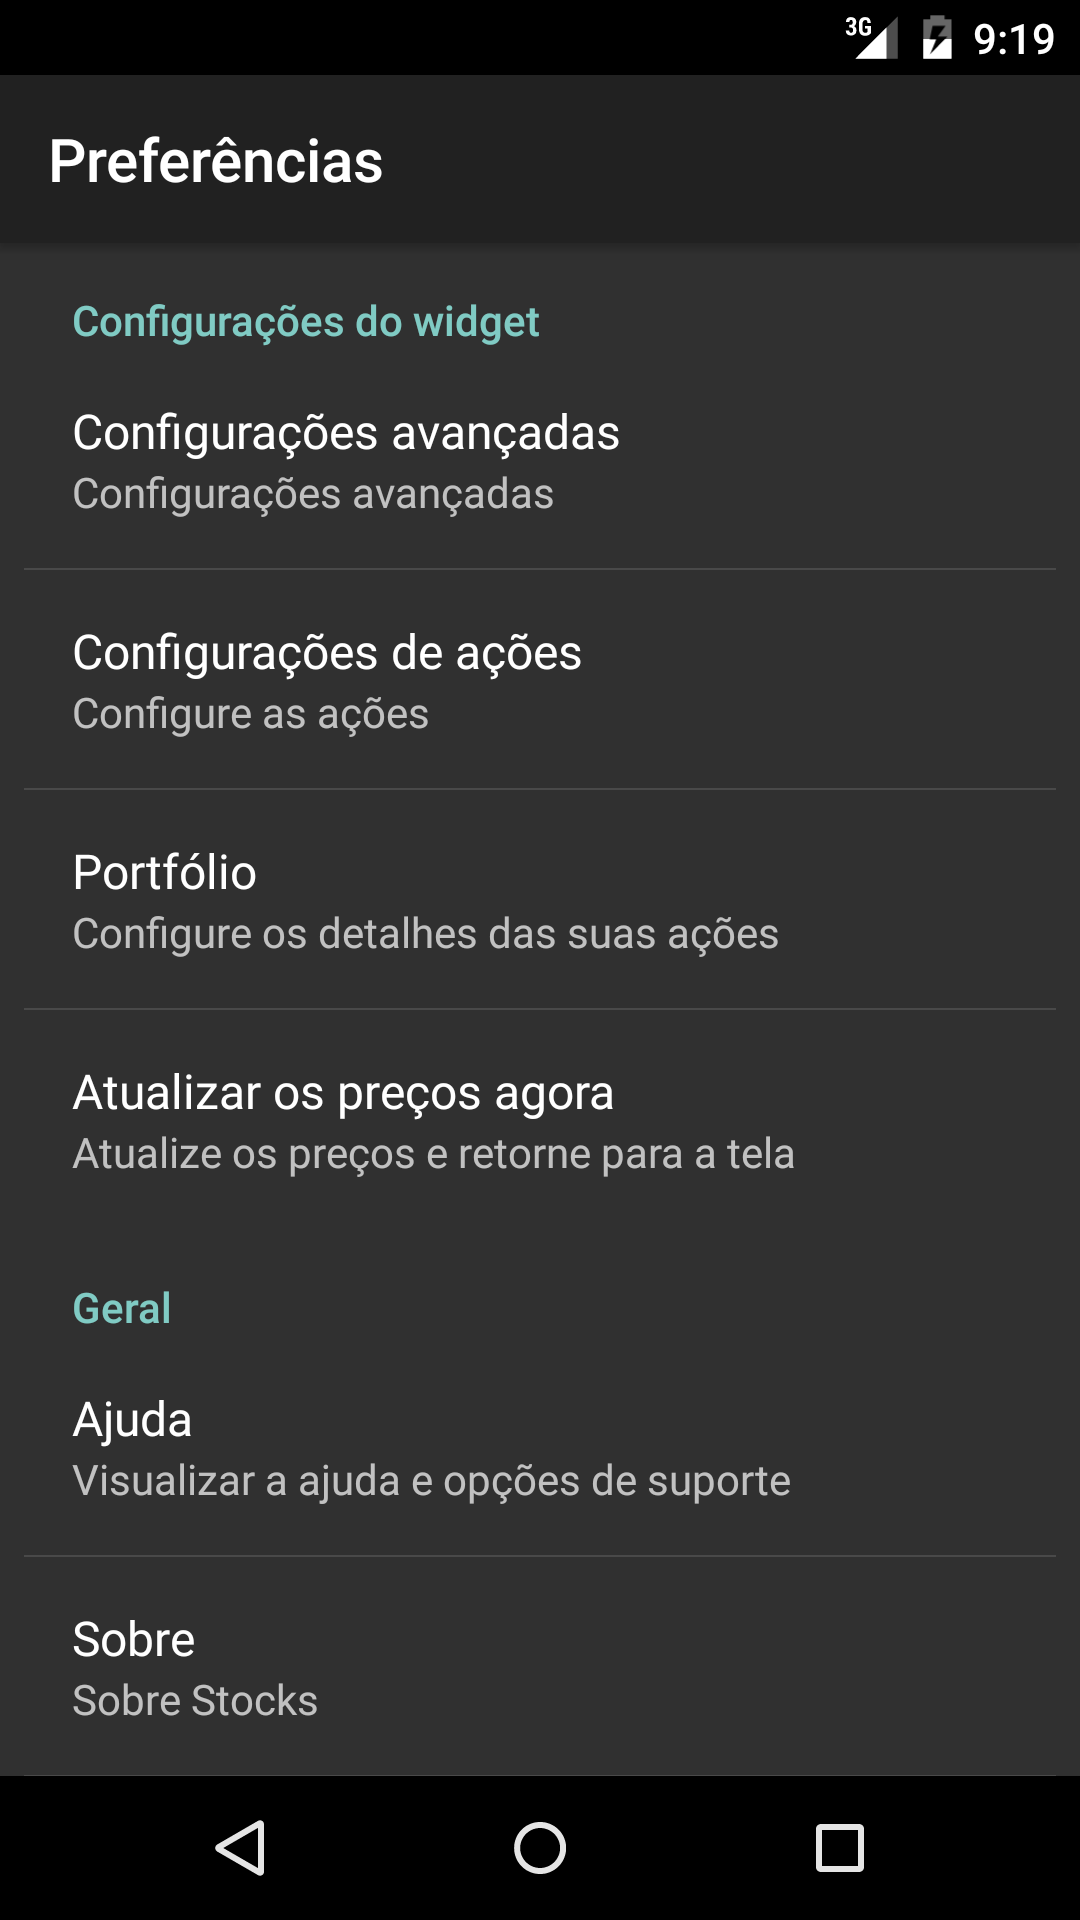 3G 9:19
Preferências
Configurações do widget
Configurações avançadas
Configurações avançadas
Configurações de ações
Configure as ações
Portfólio
Configure os detalhes das suas ações
Atualizar os preços agora
Atualize os preços e retorne para a tela
Geral
Ajuda
Visualizar a ajuda e opções de suporte
Sobre
Sobre Stocks